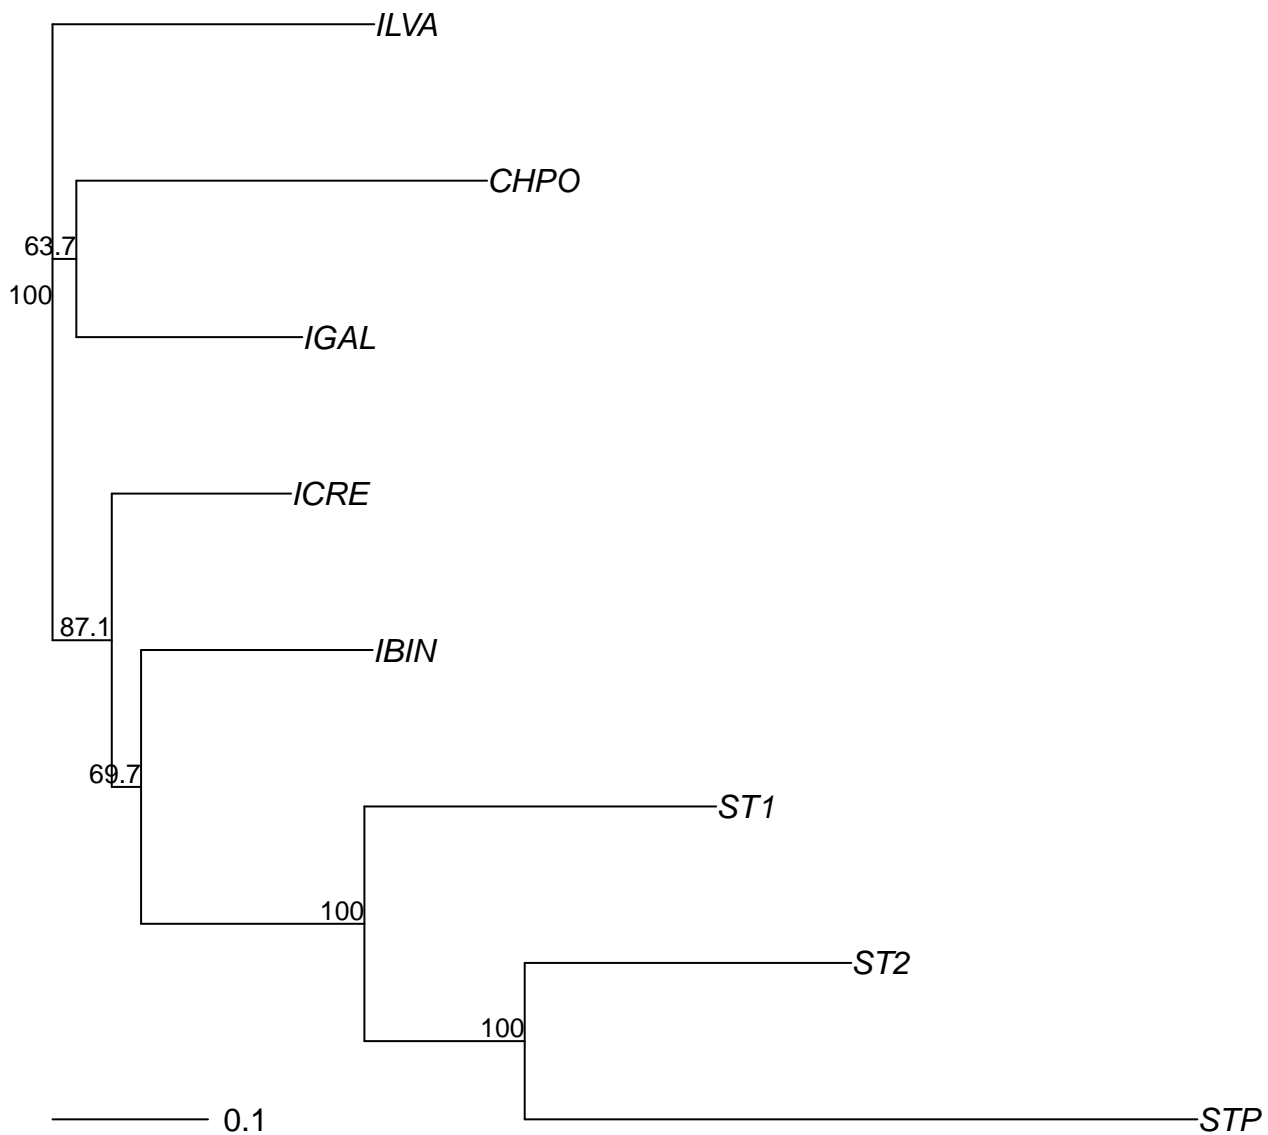 ILVA
CHPO
63.7
100
IGAL
ICRE
87.1
IBIN
69.7
ST1
100
ST2
100
0.1
STP